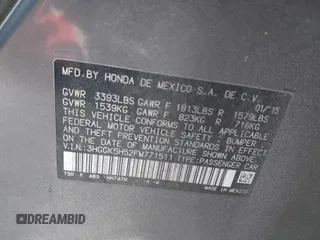 MFD.BY HONDA DE MEXICO S.A. DE C.V.
GVWR 3393LBS GAWR F 1813LBS R 1579LBS 01/'15
GVWR 1539KG GAWR F 823KG R 716KG
THIS VEHICLE CONFORMS TO ALL APPLICABLE
FEDERAL MOTOR VEHICLE SAFETY, BUMPER
AND THEFT PREVENTION STANDARDS IN EFFECT
ON THE DATE OF MANUFACTURE SHOWN ABOVE.
V.I.N.:3HGGK5H52FM771511 TYPE:PASSENGER CAR
MADE IN MEXICO
DREAMBID